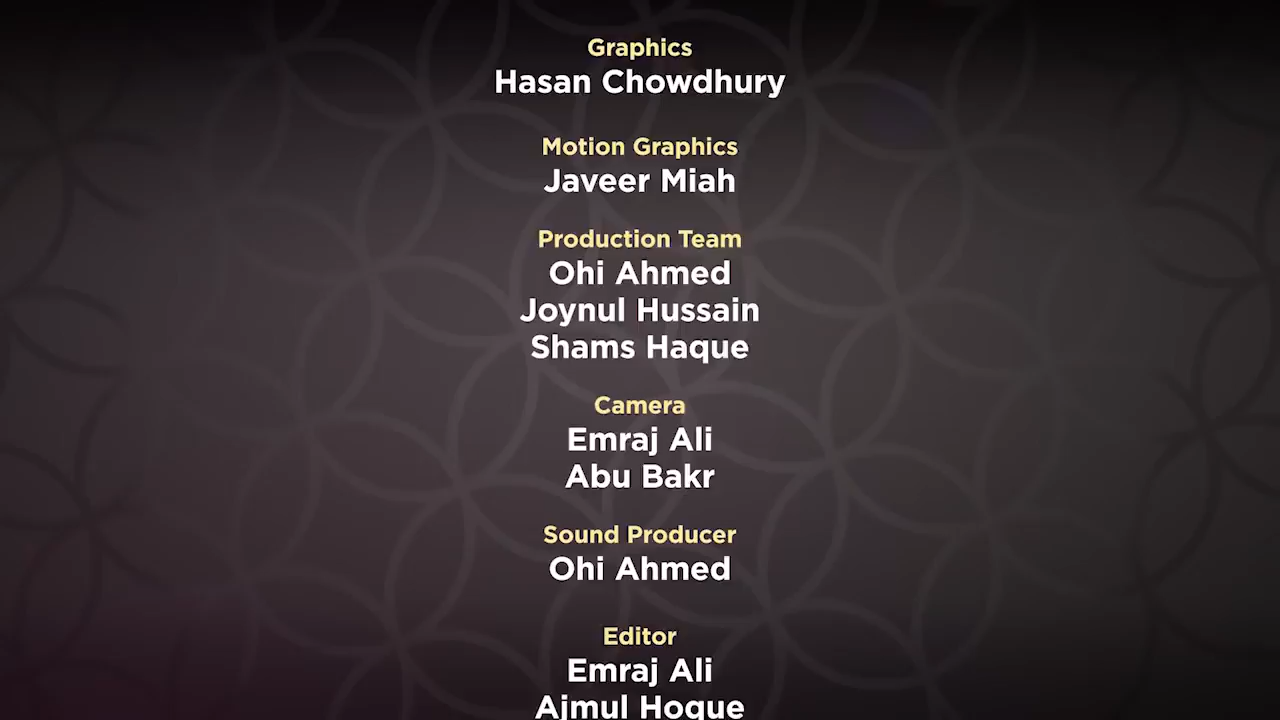 Graphics
Hasan Chowdhury
Motion Graphics
Javeer Miah
Production Team
Ohi Ahmed
Joynul Hussain
Shams Haque
Camera
Emraj Ali
Abu Bakr
Sound Producer
Ohi Ahmed
Editor
Emraj Ali
Ajmul Hoque